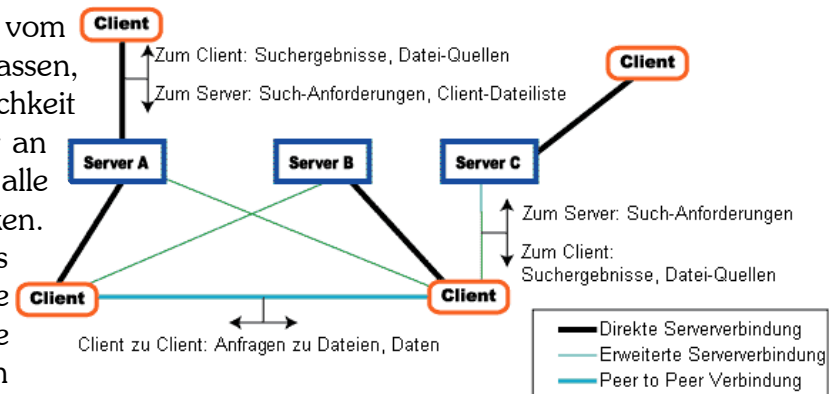 vom
assen,
chkeit
an
alle
ken.
s
e
e
n
Client
Zum Client: Suchergebnisse, Datei-Quellen
Zum Server: Such-Anforderungen, Client-Dateiliste
Client
Server A
Server B
Server C
Zum Server: Such-Anforderungen
Zum Client:
Suchergebnisse, Datei-Quellen
Client
Client
Client zu Client: Anfragen zu Dateien, Daten
Direkte Serververbindung
Erweiterte Serververbindung
Peer to Peer Verbindung